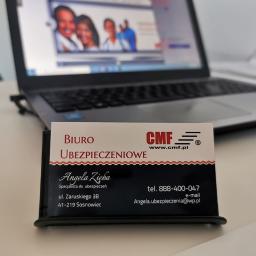 BIURO
UBEZPIECZENIOWE
CMF ®
www.cmf.pl
Angela Zięba
Specjalista ds. ubezpieczeń
ul. Zaruskiego 3B
41-219 Sosnowiec
tel. 888-400-047
e-mail
Angela.ubezpieczenia@wp.pl